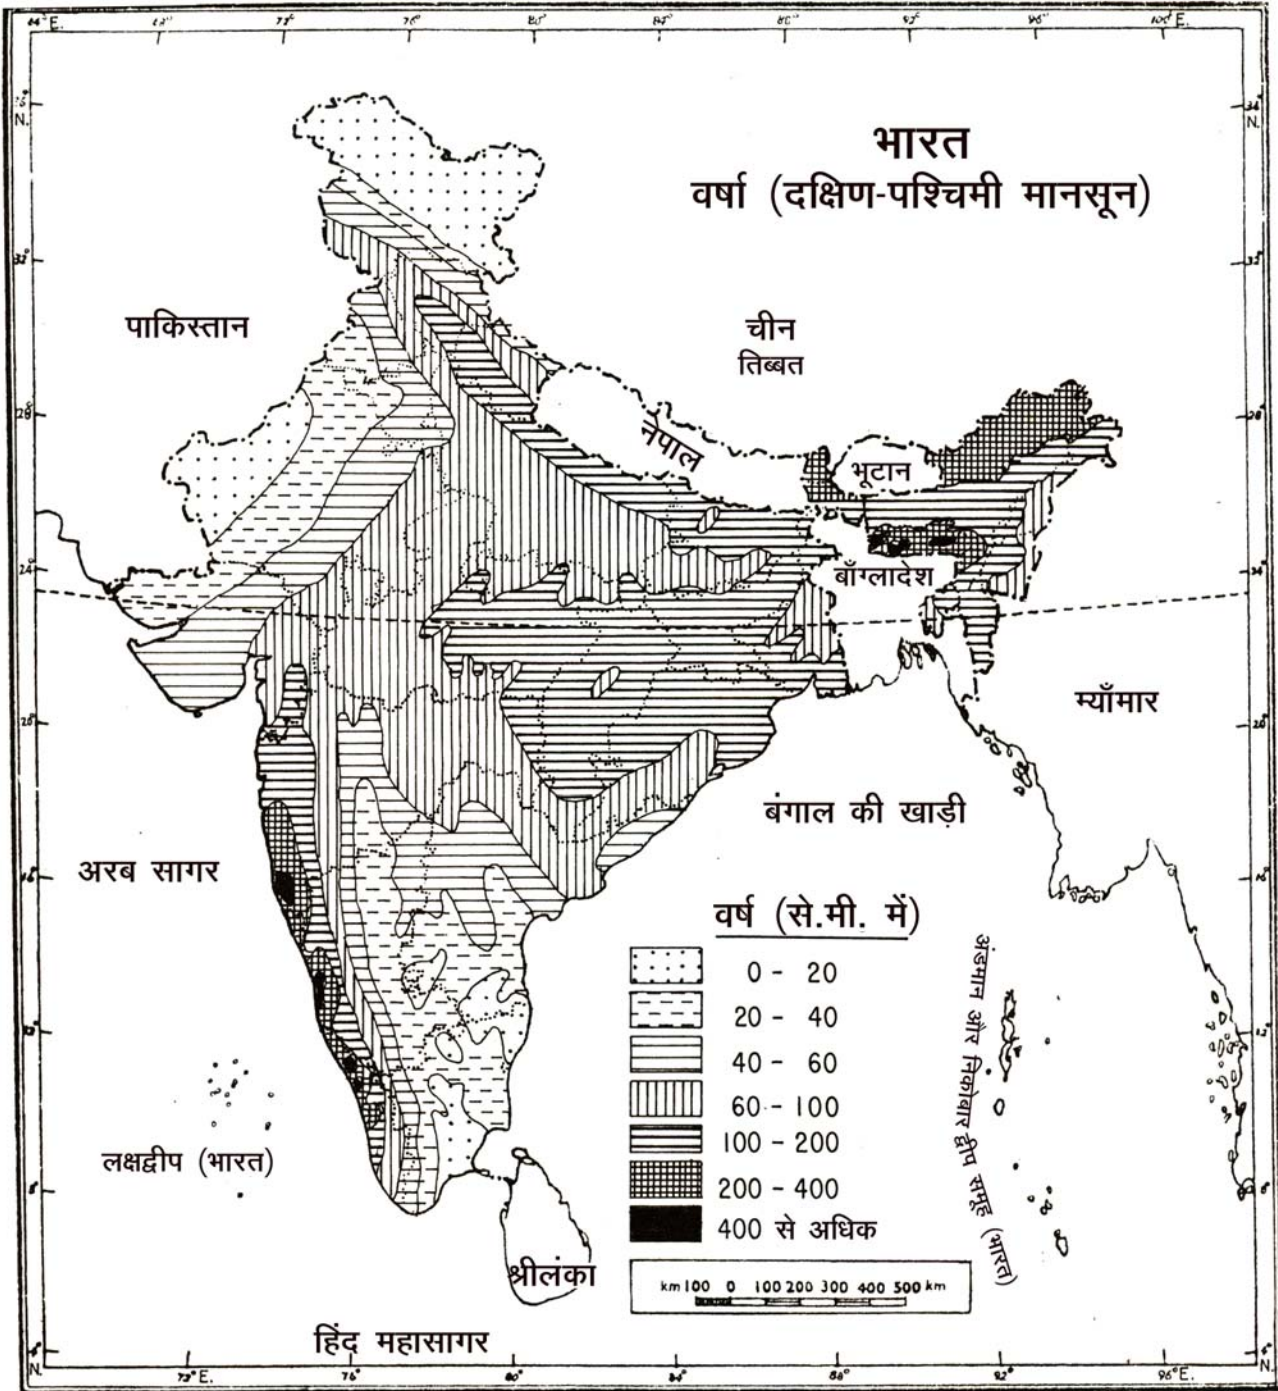 भारत
वर्षा (दक्षिण-पश्चिमी मानसून)
पाकिस्तान
चीन
तिब्बत
नेपाल
भूटान
बाँग्लादेश
म्याँमार
बंगाल की खाड़ी
अरब सागर
लक्षद्वीप (भारत)
अंडमान और निकोबार द्वीप समूह (भारत)
श्रीलंका
हिंद महासागर
वर्ष (से.मी. में)
0 - 20
20 - 40
40 - 60
60 - 100
100 - 200
200 - 400
400 से अधिक
km 100 0 100 200 300 400 500 km
72° E. 76° 80 84° 88° 92° 96° E.